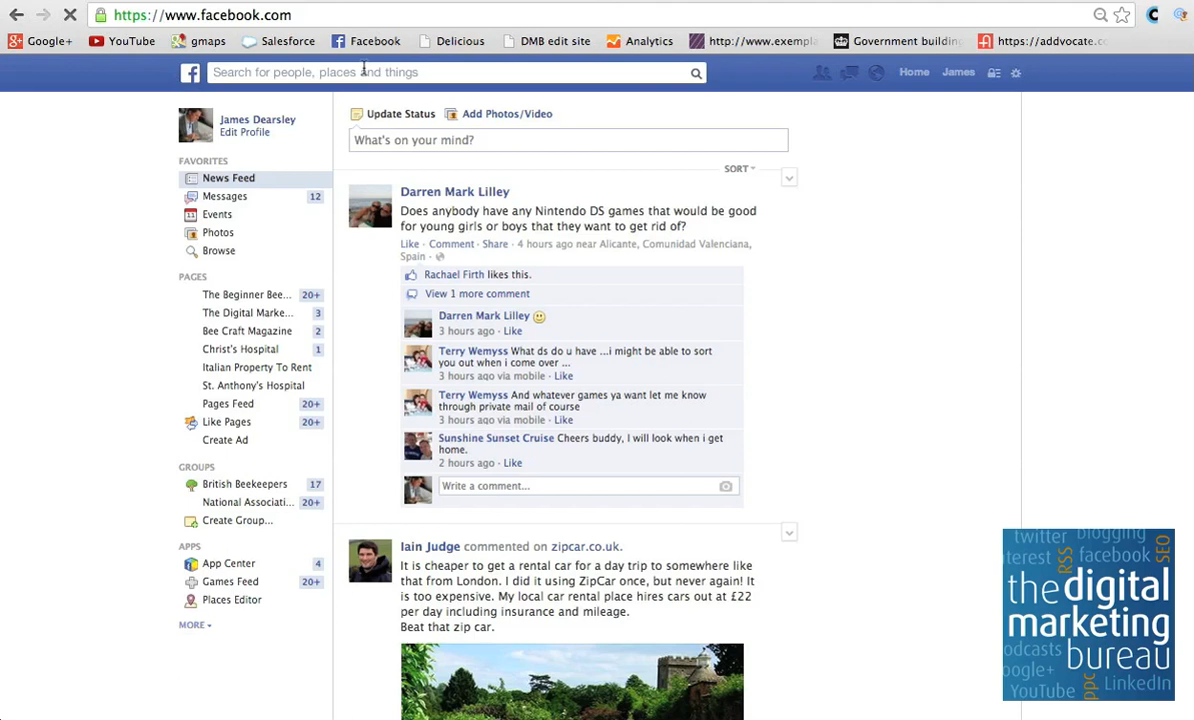 https://www.facebook.com
Google+ YouTube gmaps Salesforce Facebook Delicious DMB edit site Analytics http://www.exempl Government building https://addvocate.co
Search for people, places and things
Home James
James Dearsley
Edit Profile
FAVORITES
News Feed
Messages 12
Events
Photos
Browse
PAGES
The Beginner Bee... 20+
The Digital Marke... 3
Bee Craft Magazine 2
Christ's Hospital 1
Italian Property To Rent
St. Anthony's Hospital
Pages Feed 20+
Like Pages 20+
Create Ad
GROUPS
British Beekeepers 17
National Associati... 20+
Create Group...
APPS
App Center 4
Games Feed 20+
Places Editor
MORE
Update Status Add Photos/Video
What's on your mind?
SORT
Darren Mark Lilley
Does anybody have any Nintendo DS games that would be good
for young girls or boys that they want to get rid of?
Like · Comment · Share · 4 hours ago near Alicante, Comunidad Valenciana,
Spain ·
Rachael Firth likes this.
View 1 more comment
Darren Mark Lilley
3 hours ago · Like
Terry Wemyss What ds do u have ...i might be able to sort
you out when i come over ...
3 hours ago via mobile · Like
Terry Wemyss And whatever games ya want let me know
through private mail of course
3 hours ago via mobile · Like
Sunshine Sunset Cruise Cheers buddy, I will look when i get
home.
2 hours ago · Like
Write a comment...
Iain Judge commented on zipcar.co.uk.
It is cheaper to get a rental car for a day trip to somewhere like
that from London. I did it using ZipCar once, but never again! It
is too expensive. My local car rental place hires cars out at £22
per day including insurance and mileage.
Beat that zip car.
twitter blogging
interest RSS facebook SEO
the digital
marketing
bureau
podcasts
google+
YouTube ppc LinkedIn